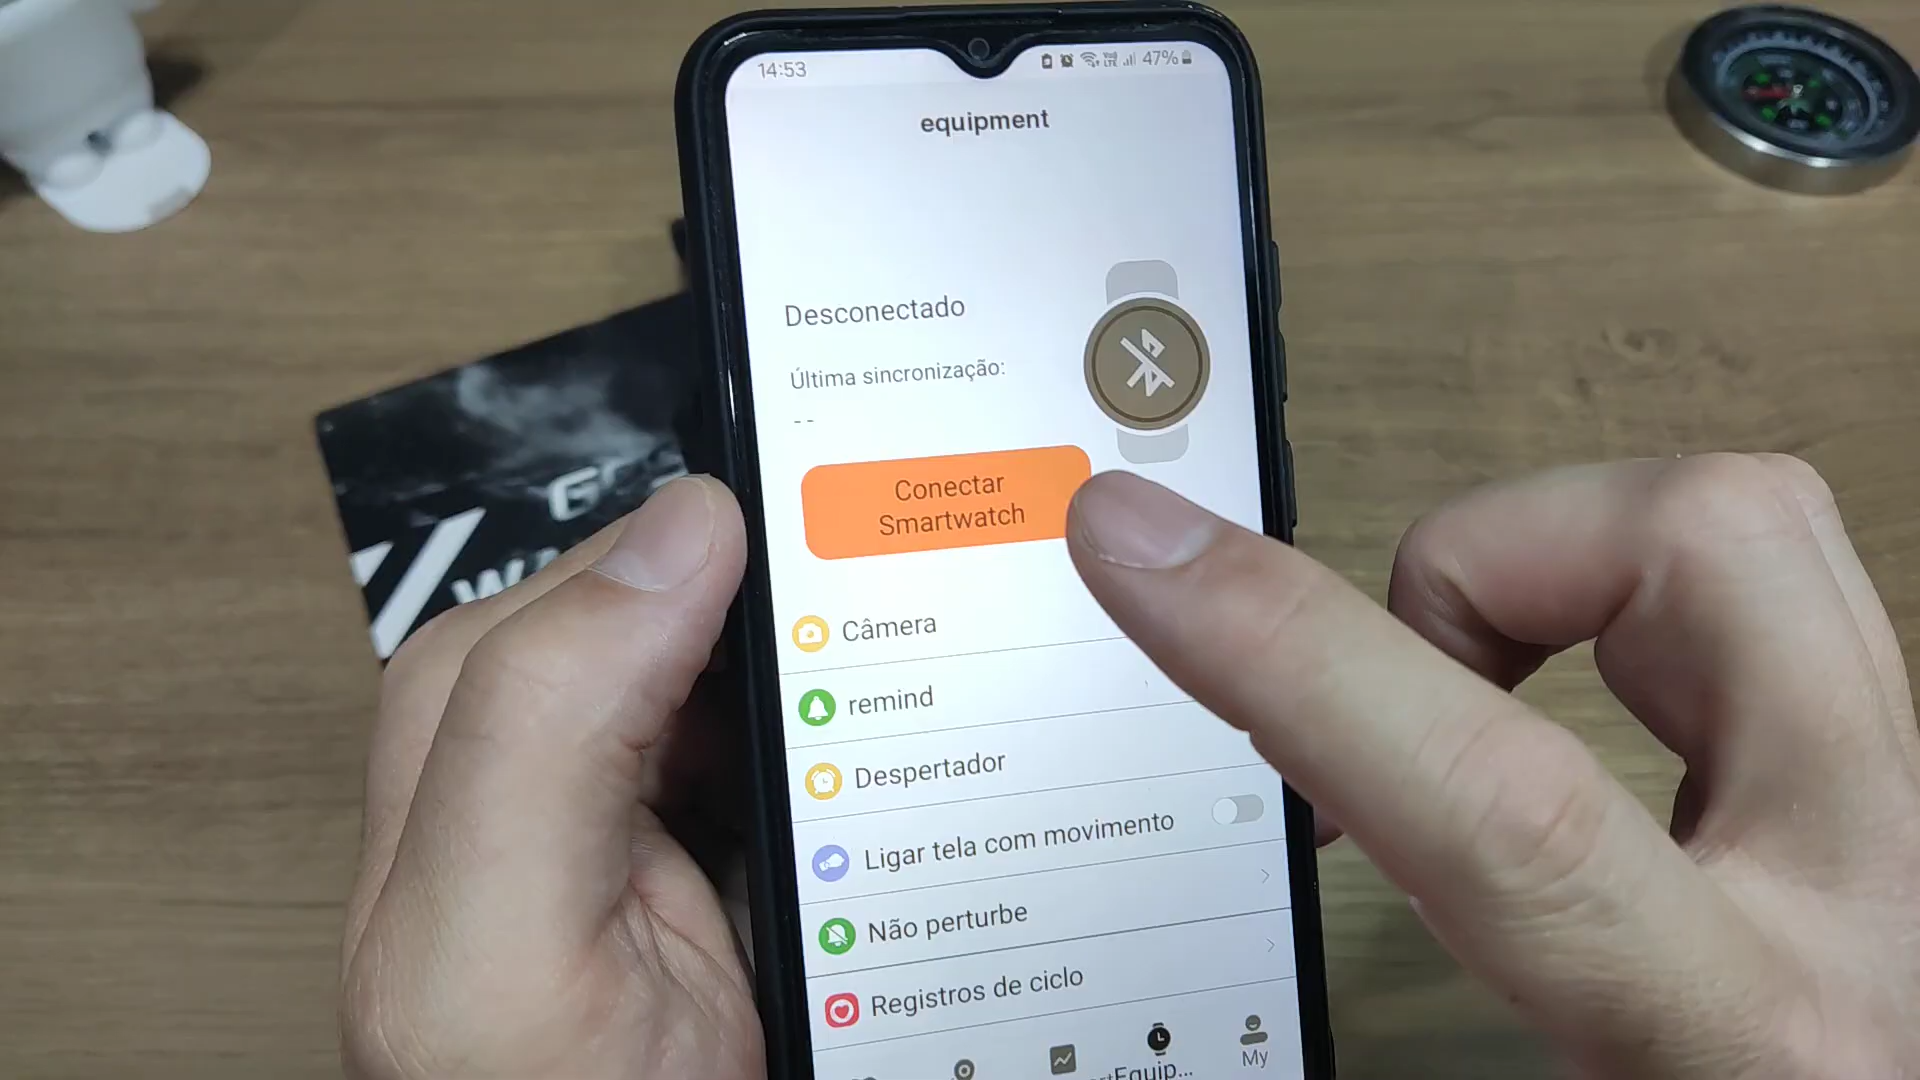 14:53
47%
equipment
Desconectado
Última sincronização:
--
Conectar
Smartwatch
Câmera
remind
Despertador
Ligar tela com movimento
Não perturbe
Registros de ciclo
Equip...
My